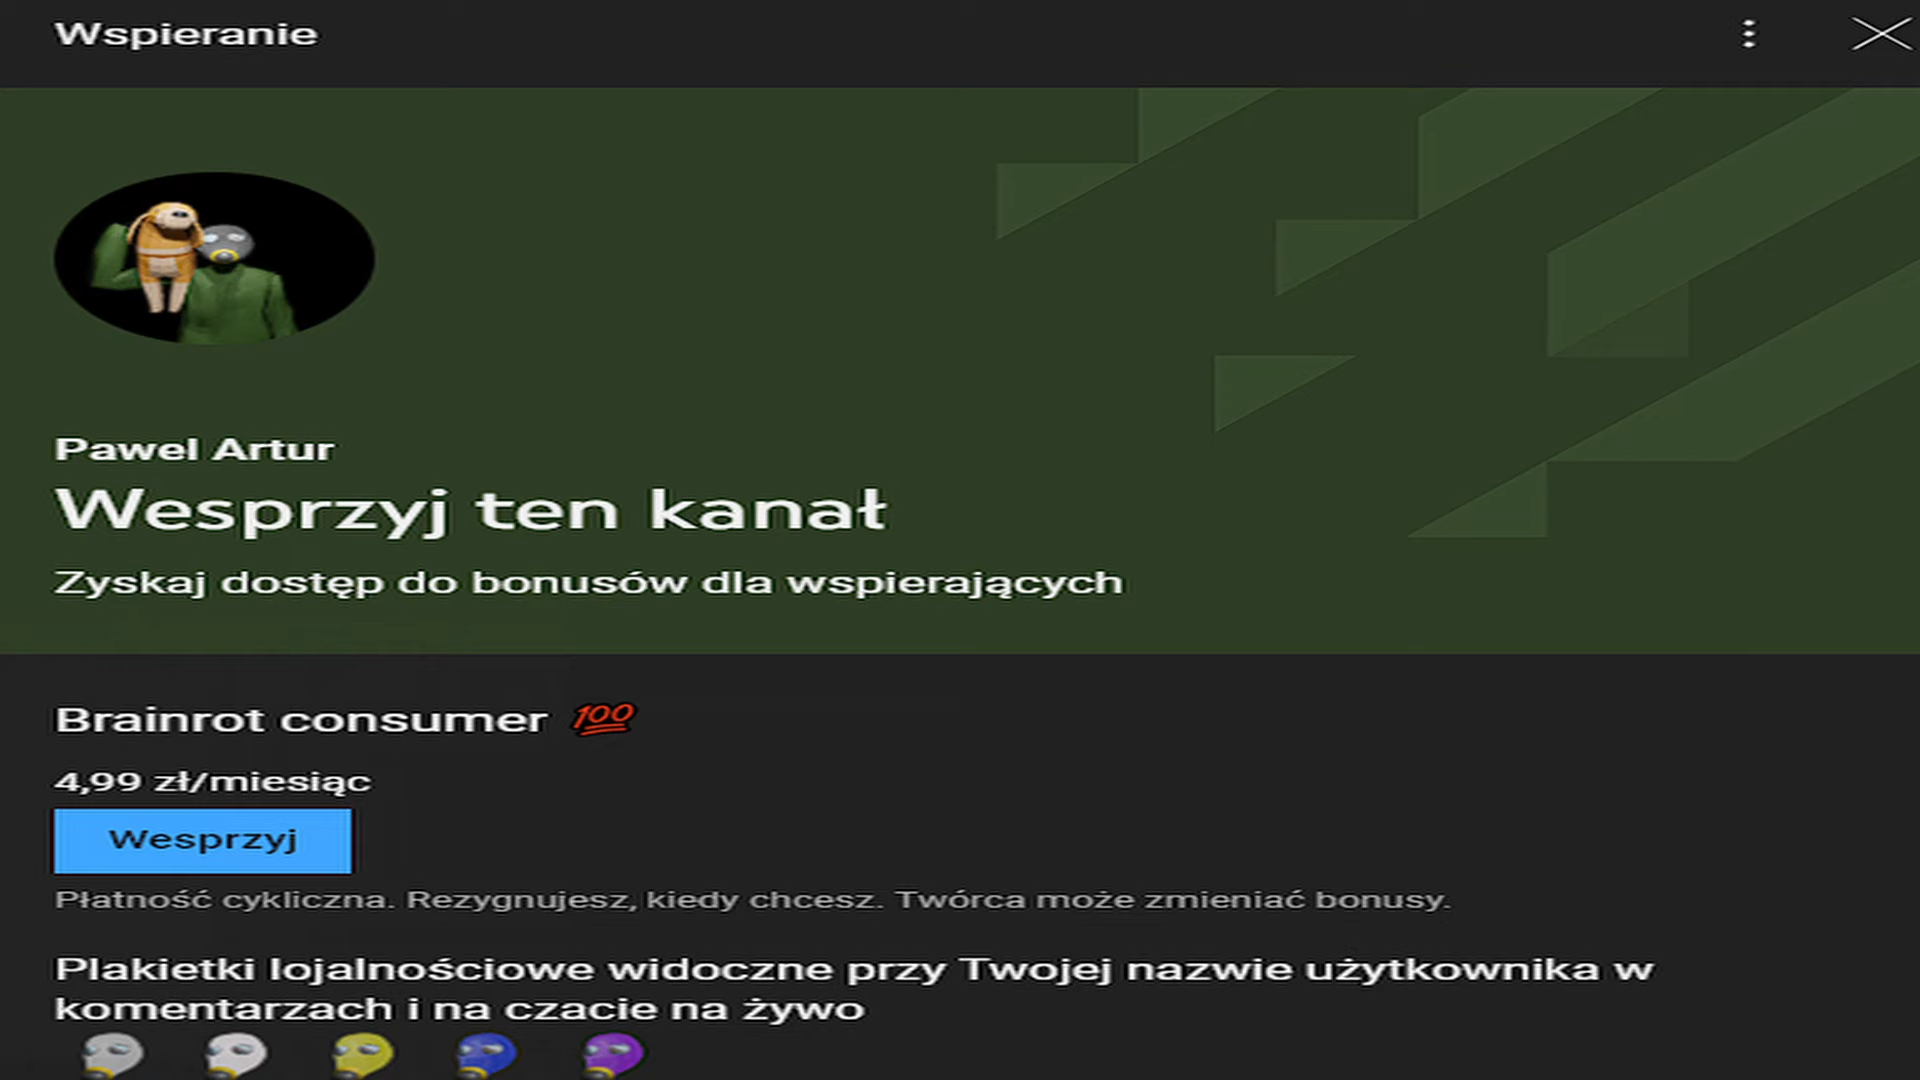 Wspieranie
Pawel Artur
Wesprzyj ten kanał
Zyskaj dostęp do bonusów dla wspierających
Brainrot consumer 💯
4,99 zł/miesiąc
Wesprzyj
Płatność cykliczna. Rezygnujesz, kiedy chcesz. Twórca może zmieniać bonusy.
Plakietki lojalnościowe widoczne przy Twojej nazwie użytkownika w
komentarzach i na czacie na żywo